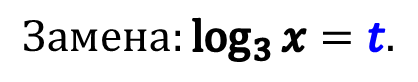 Замена: log₃ x = t.